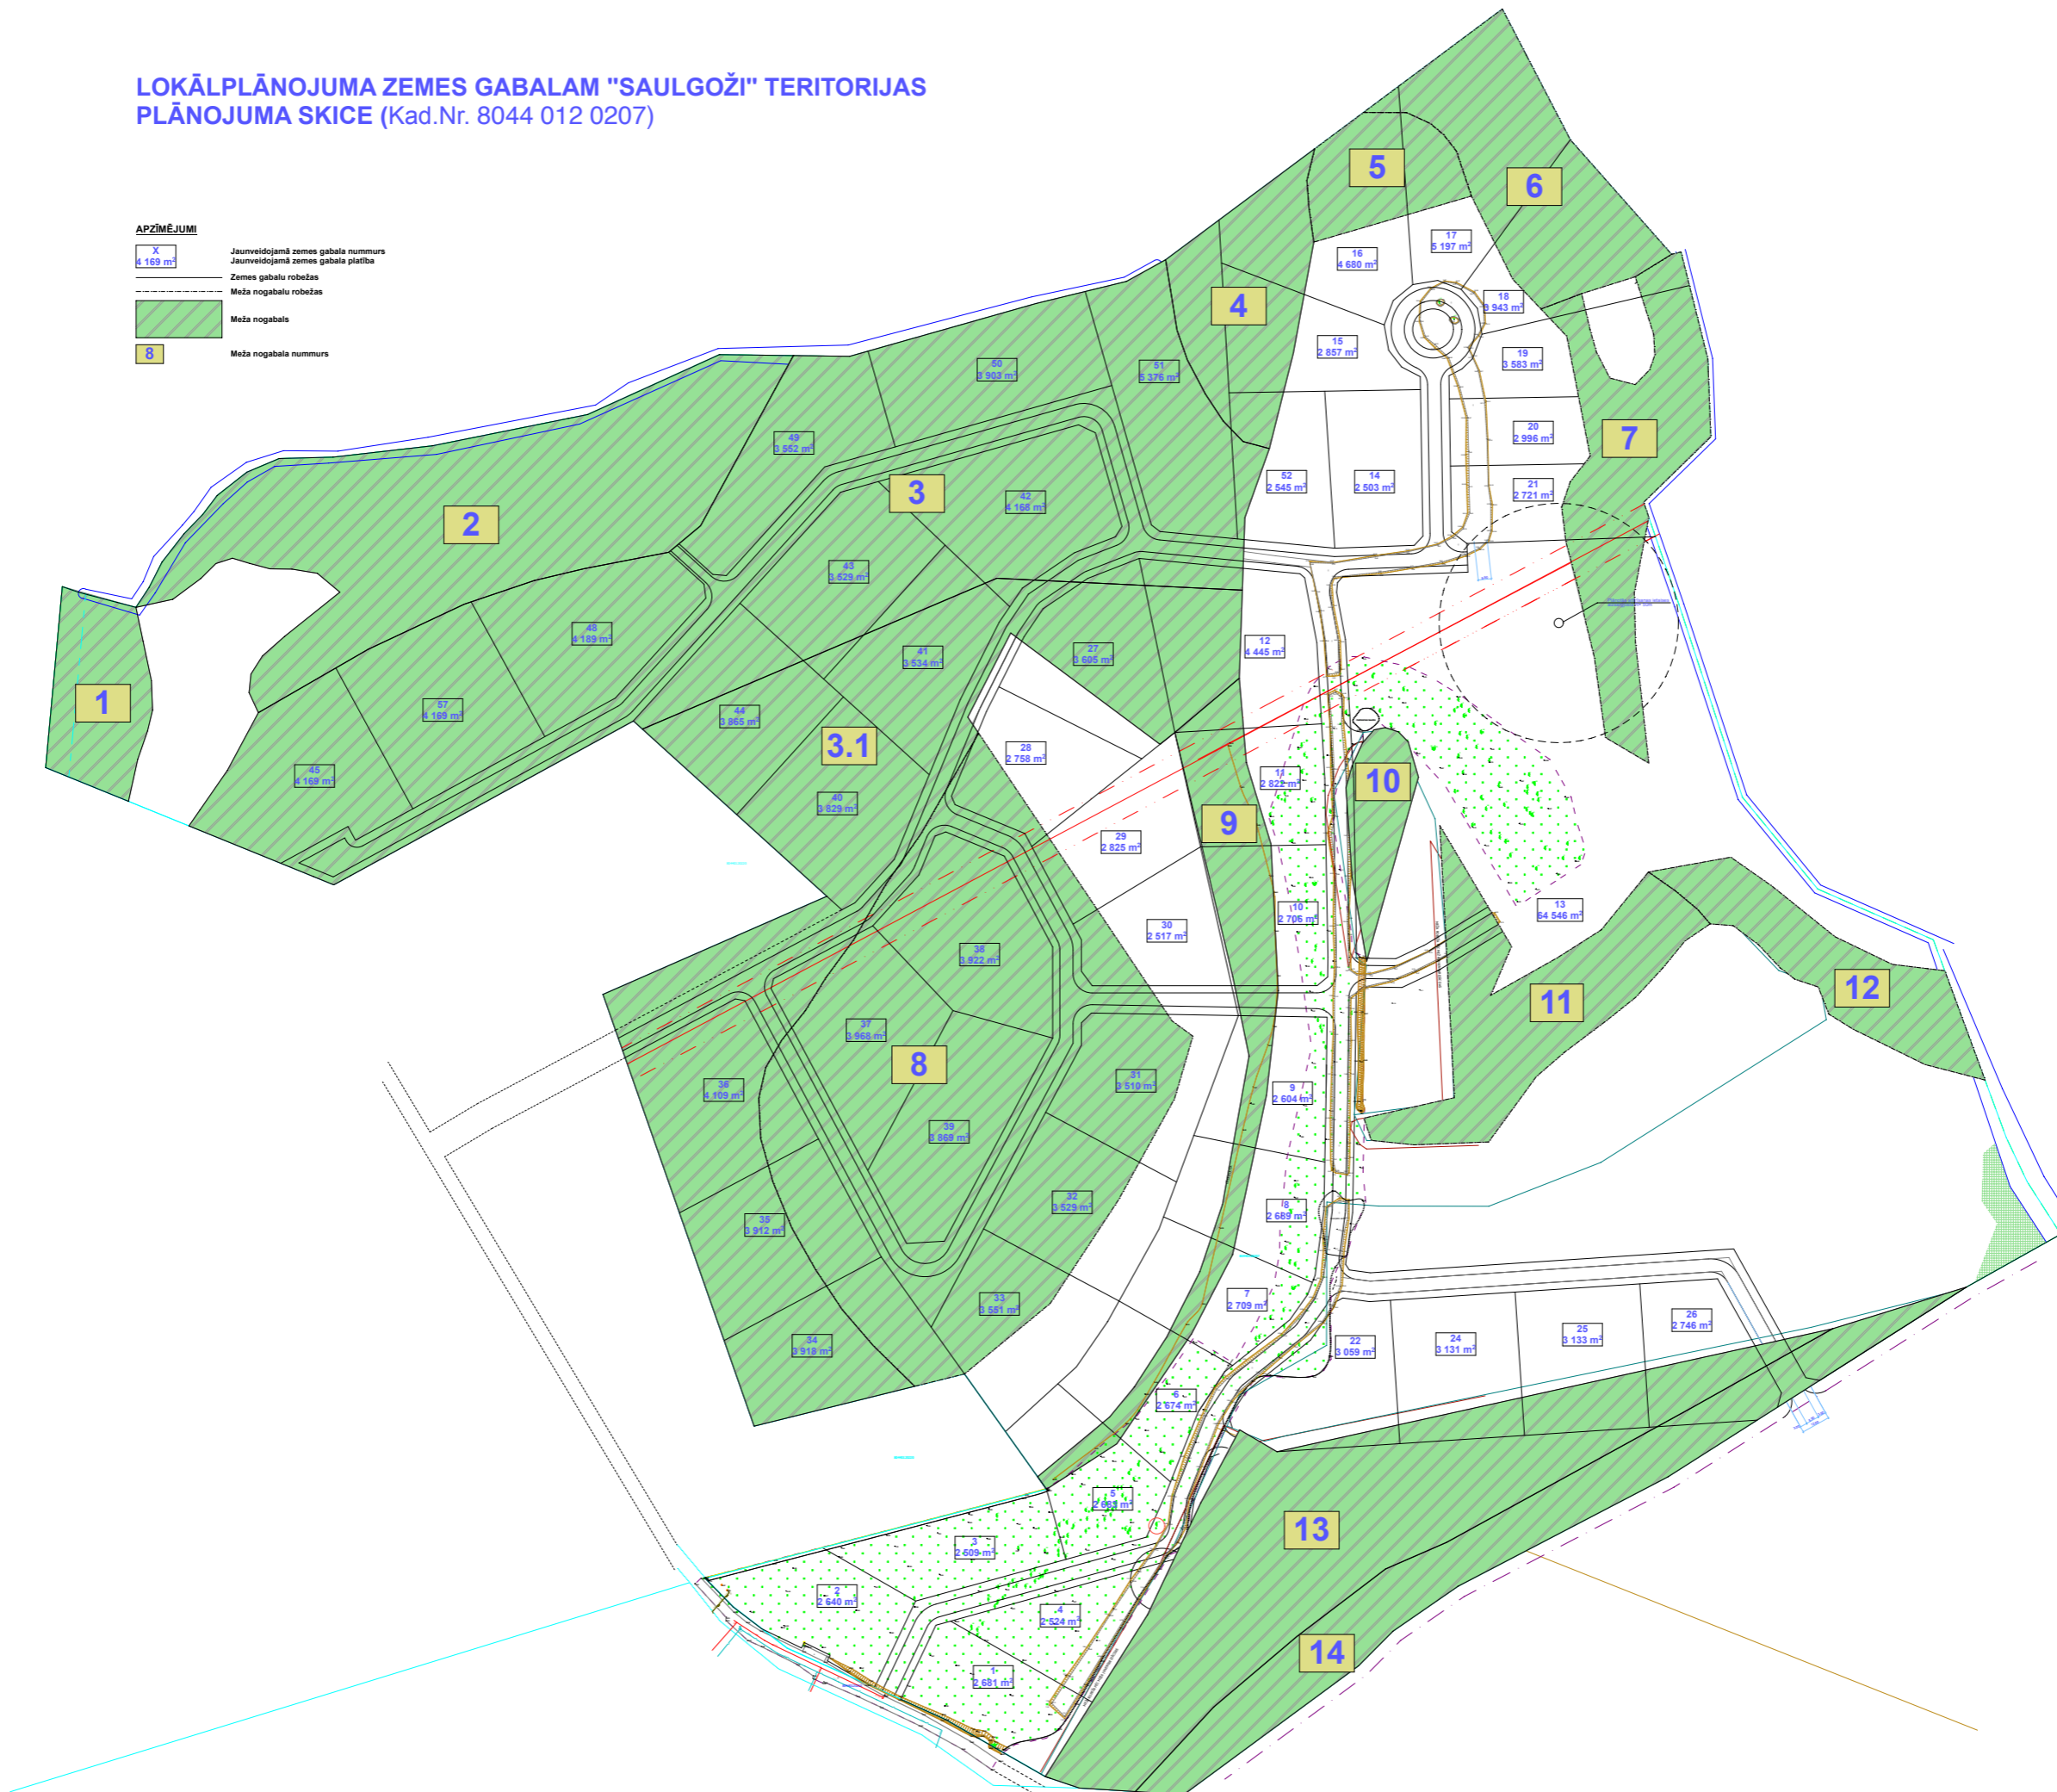 LOKĀLPLĀNOJUMA ZEMES GABALAM "SAULGOŽI" TERITORIJAS
PLĀNOJUMA SKICE (Kad.Nr. 8044 012 0207)
APZĪMĒJUMI
X
4 169 m²
Jaunveidojamā zemes gabala nummurs
Jaunveidojamā zemes gabala platība
Zemes gabalu robežas
Meža nogabalu robežas
Meža nogabals
8
Meža nogabala nummurs
5
6
17
5 197 m²
16
4 680 m²
4
18
3 943 m²
15
2 857 m²
19
3 583 m²
50
3 903 m²
51
5 376 m²
49
3 552 m²
20
2 996 m²
7
52
2 545 m²
14
2 503 m²
21
2 721 m²
3
42
4 168 m²
2
43
3 529 m²
48
4 189 m²
12
4 445 m²
27
3 605 m²
41
3 534 m²
1
57
4 169 m²
44
3 865 m²
3.1
28
2 758 m²
45
4 169 m²
11
2 822 m²
10
40
3 829 m²
9
29
2 825 m²
10
2 706 m²
13
64 546 m²
30
2 517 m²
38
3 922 m²
11
12
37
3 968 m²
8
31
3 510 m²
36
4 109 m²
9
2 604 m²
39
3 869 m²
32
3 529 m²
8
2 689 m²
35
3 912 m²
33
3 551 m²
7
2 709 m²
34
3 918 m²
22
3 059 m²
24
3 131 m²
25
3 133 m²
26
2 746 m²
6
2 674 m²
5
2 683 m²
13
3
2 609 m²
2
2 640 m²
4
2 524 m²
14
1
2 681 m²